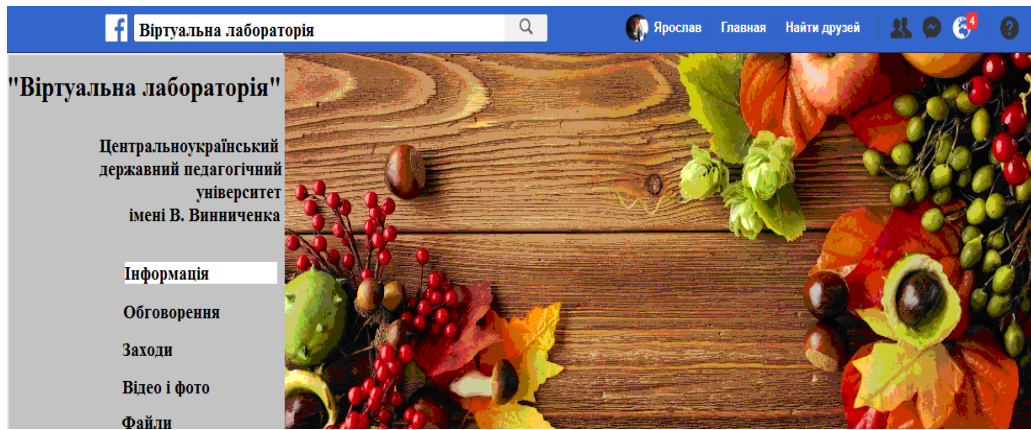 Віртуальна лабораторія
Ярослав Главная Найти друзей 4 ?
"Віртуальна лабораторія"
Центральноукраїнський
державний педагогічний
університет
імені В. Винниченка
Інформація
Обговорення
Заходи
Відео і фото
Файли